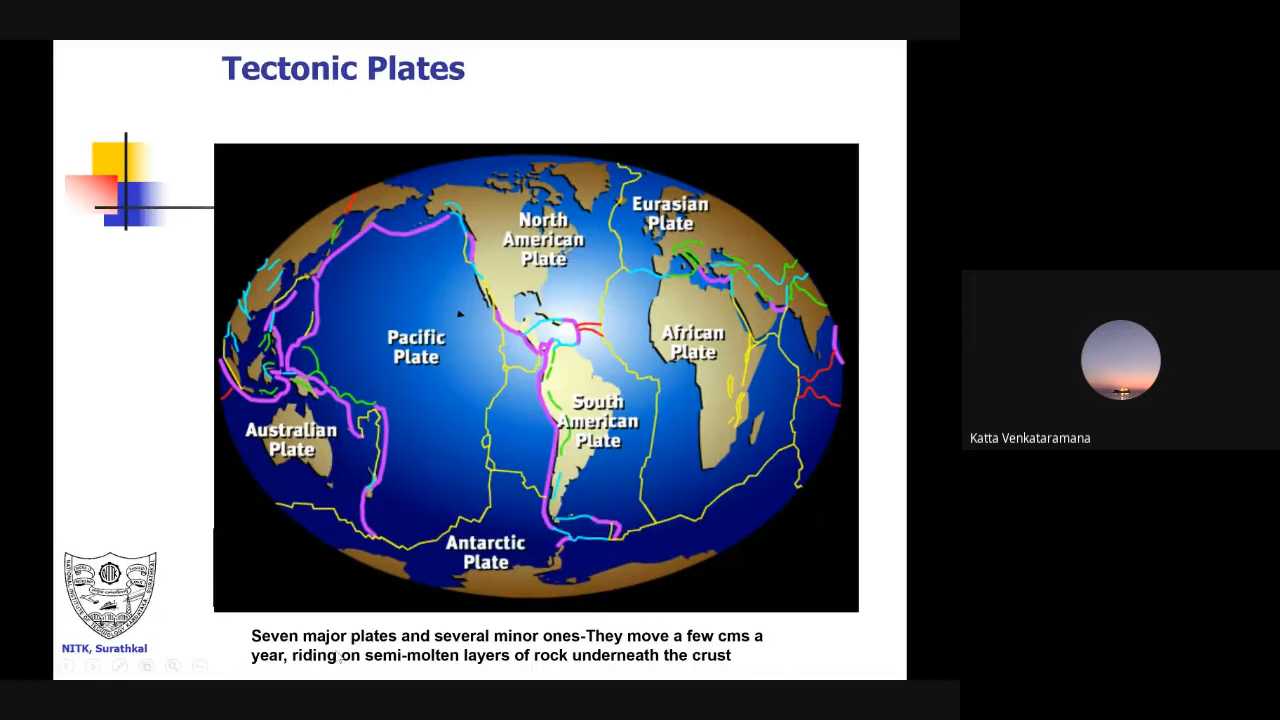 Tectonic Plates
North
American
Plate
Eurasian
Plate
Pacific
Plate
African
Plate
South
American
Plate
Australian
Plate
Antarctic
Plate
Seven major plates and several minor ones-They move a few cms a
year, riding on semi-molten layers of rock underneath the crust
NITK, Surathkal
Katta Venkataramana